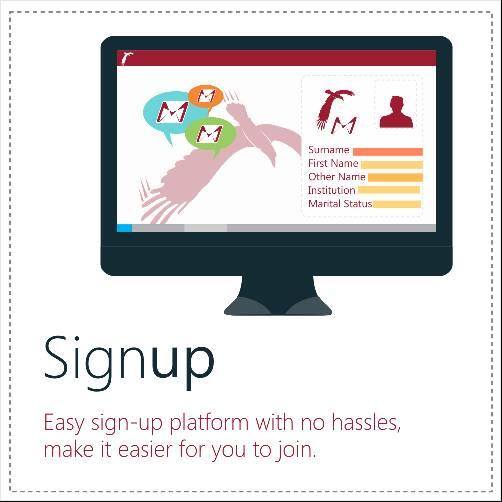 Surname
First Name
Other Name
Institution
Marital Status
Signup
Easy sign-up platform with no hassles,
make it easier for you to join.